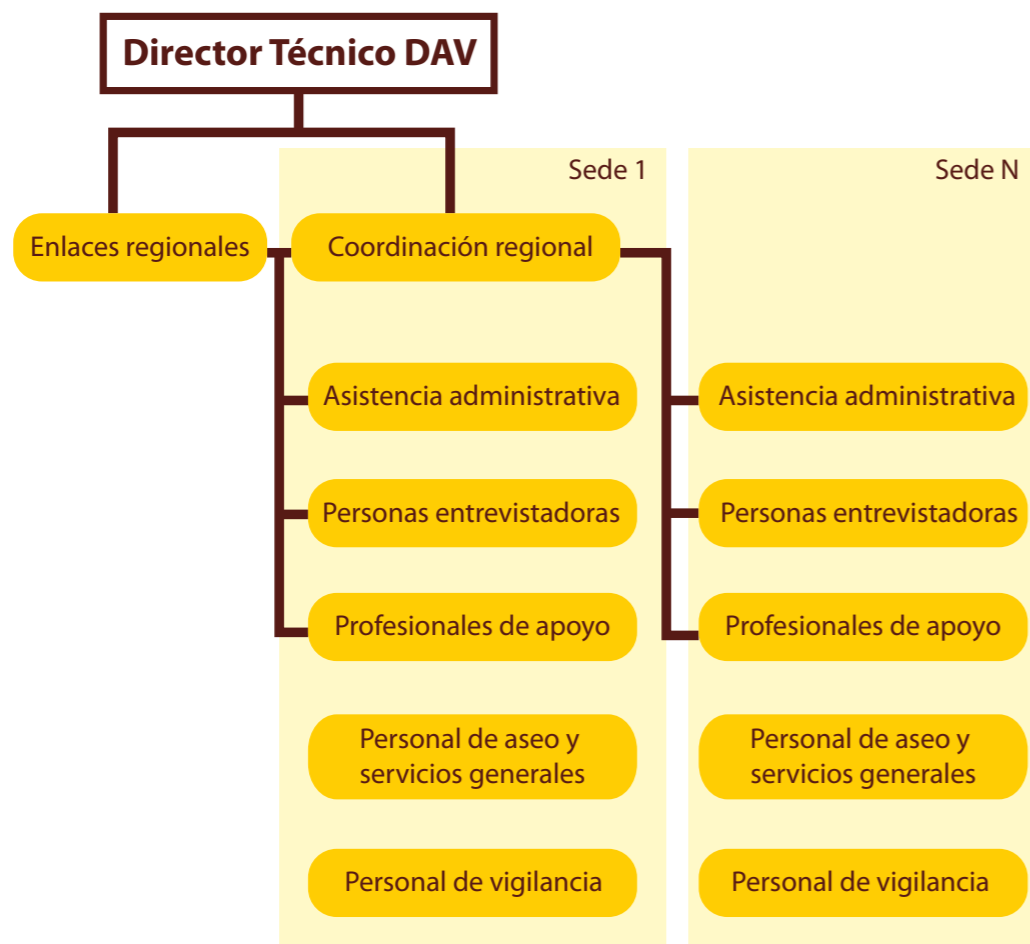 Director Técnico DAV
Sede 1
Sede N
Enlaces regionales
Coordinación regional
Asistencia administrativa
Asistencia administrativa
Personas entrevistadoras
Personas entrevistadoras
Profesionales de apoyo
Profesionales de apoyo
Personal de aseo y
servicios generales
Personal de aseo y
servicios generales
Personal de vigilancia
Personal de vigilancia